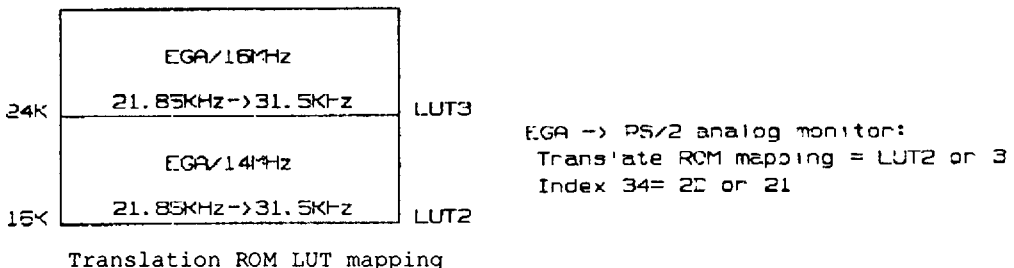 EGA/16MHz
24K 21.85KHz->31.5KHz LUT3
EGA -> PS/2 analog monitor:
Translate ROM mapping = LUT2 or 3
EGA/14MHz
Index 34= 20 or 21
16K 21.85KHz->31.5KHz LUT2
Translation ROM LUT mapping